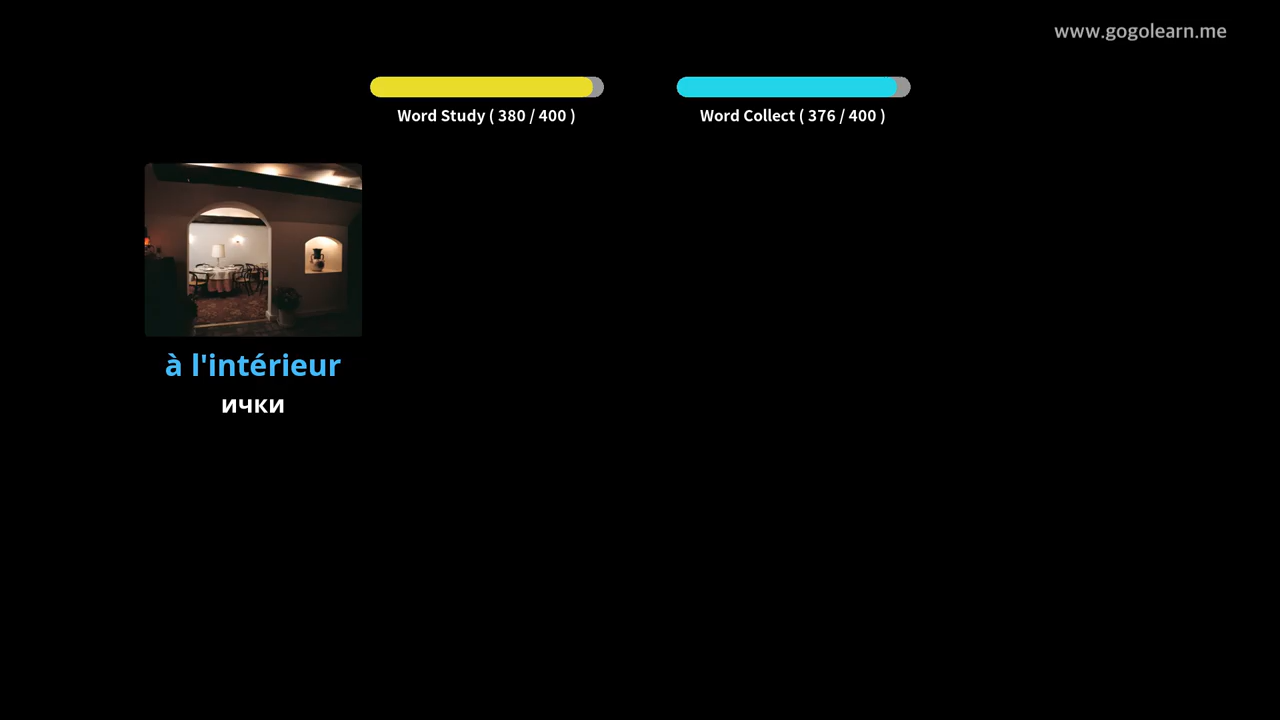 www.gogolearn.me
Word Study ( 380 / 400 )
Word Collect ( 376 / 400 )
à l'intérieur
ички